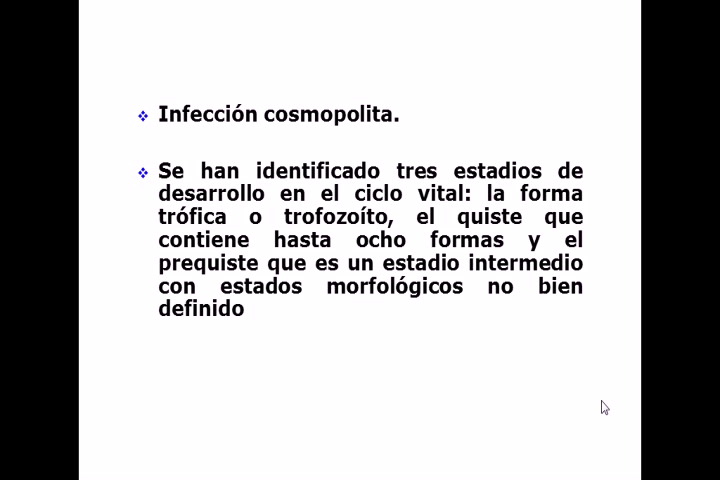 Infección cosmopolita.
Se han identificado tres estadios de
desarrollo en el ciclo vital: la forma
trófica o trofozoíto, el quiste que
contiene hasta ocho formas y el
prequiste que es un estadio intermedio
con estados morfológicos no bien
definido